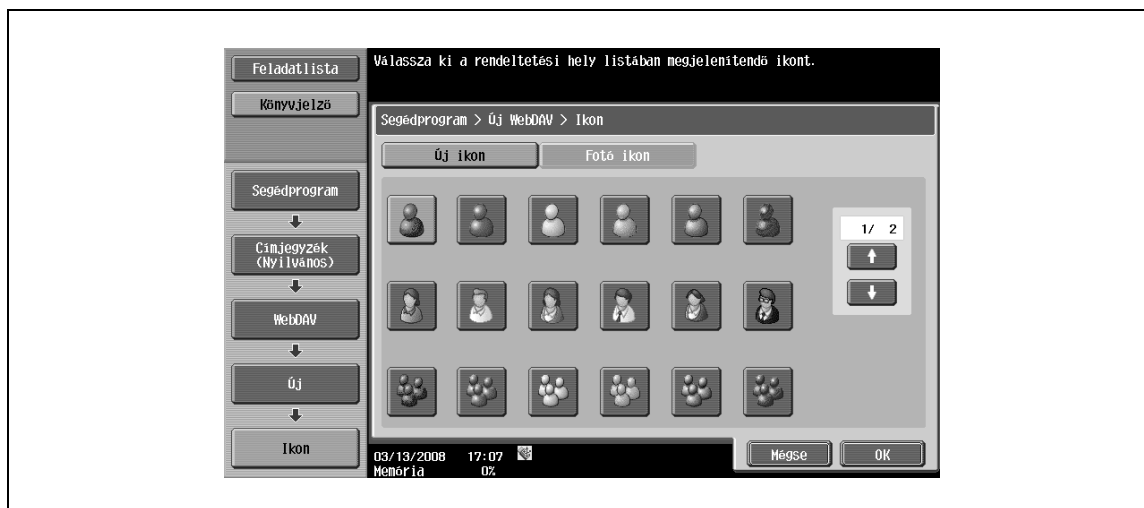 Feladatlista
Könyvjelző
Segédprogram
Címjegyzék
(Nyilvános)
WebDAV
Új
Ikon
Válassza ki a rendeltetési hely listában megjelenítendő ikont.
Segédprogram > Új WebDAV > Ikon
Új ikon
Fotó ikon
1/ 2
03/13/2008 17:07
Memória 0%
Mégse
OK